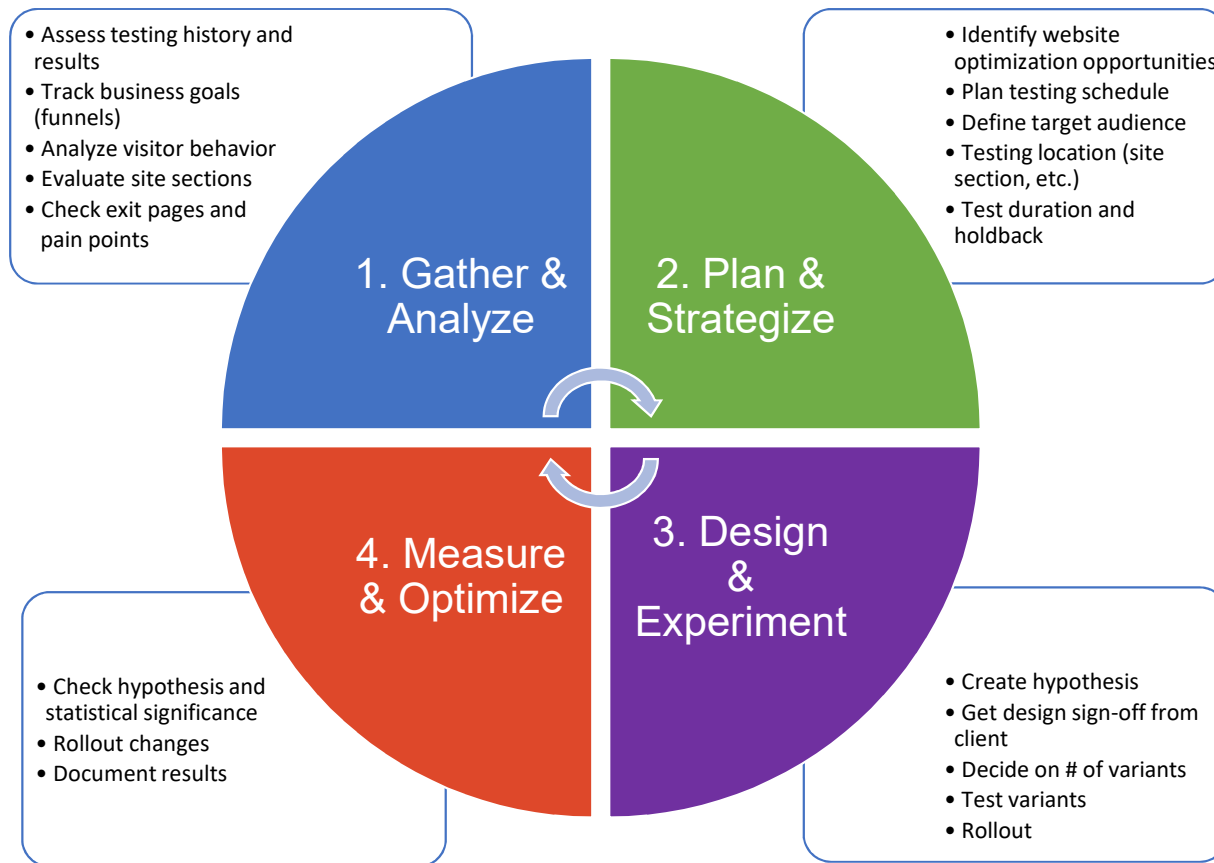 • Assess testing history and
results
• Track business goals
(funnels)
• Analyze visitor behavior
• Evaluate site sections
• Check exit pages and
pain points
• Identify website
optimization opportunities
• Plan testing schedule
• Define target audience
• Testing location (site
section, etc.)
• Test duration and
holdback
1. Gather &
Analyze
2. Plan &
Strategize
4. Measure
& Optimize
3. Design
&
Experiment
• Check hypothesis and
statistical significance
• Rollout changes
• Document results
• Create hypothesis
• Get design sign-off from
client
• Decide on # of variants
• Test variants
• Rollout